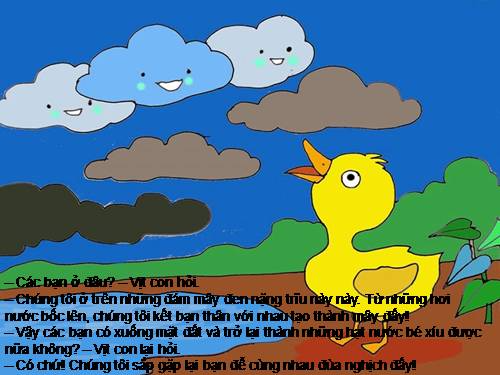 – Các bạn ở đâu? – Vịt con hỏi.
– Chúng tôi ở trên những đám mây đen nặng trĩu này này. Từ những hơi
nước bốc lên, chúng tôi kết bạn thân với nhau tạo thành mây đấy!
– Vậy các bạn có xuống mặt đất và trở lại thành những hạt nước bé xíu được
nữa không? – Vịt con lại hỏi.
– Có chứ! Chúng tôi sắp gặp lại bạn để cùng nhau đùa nghịch đấy!